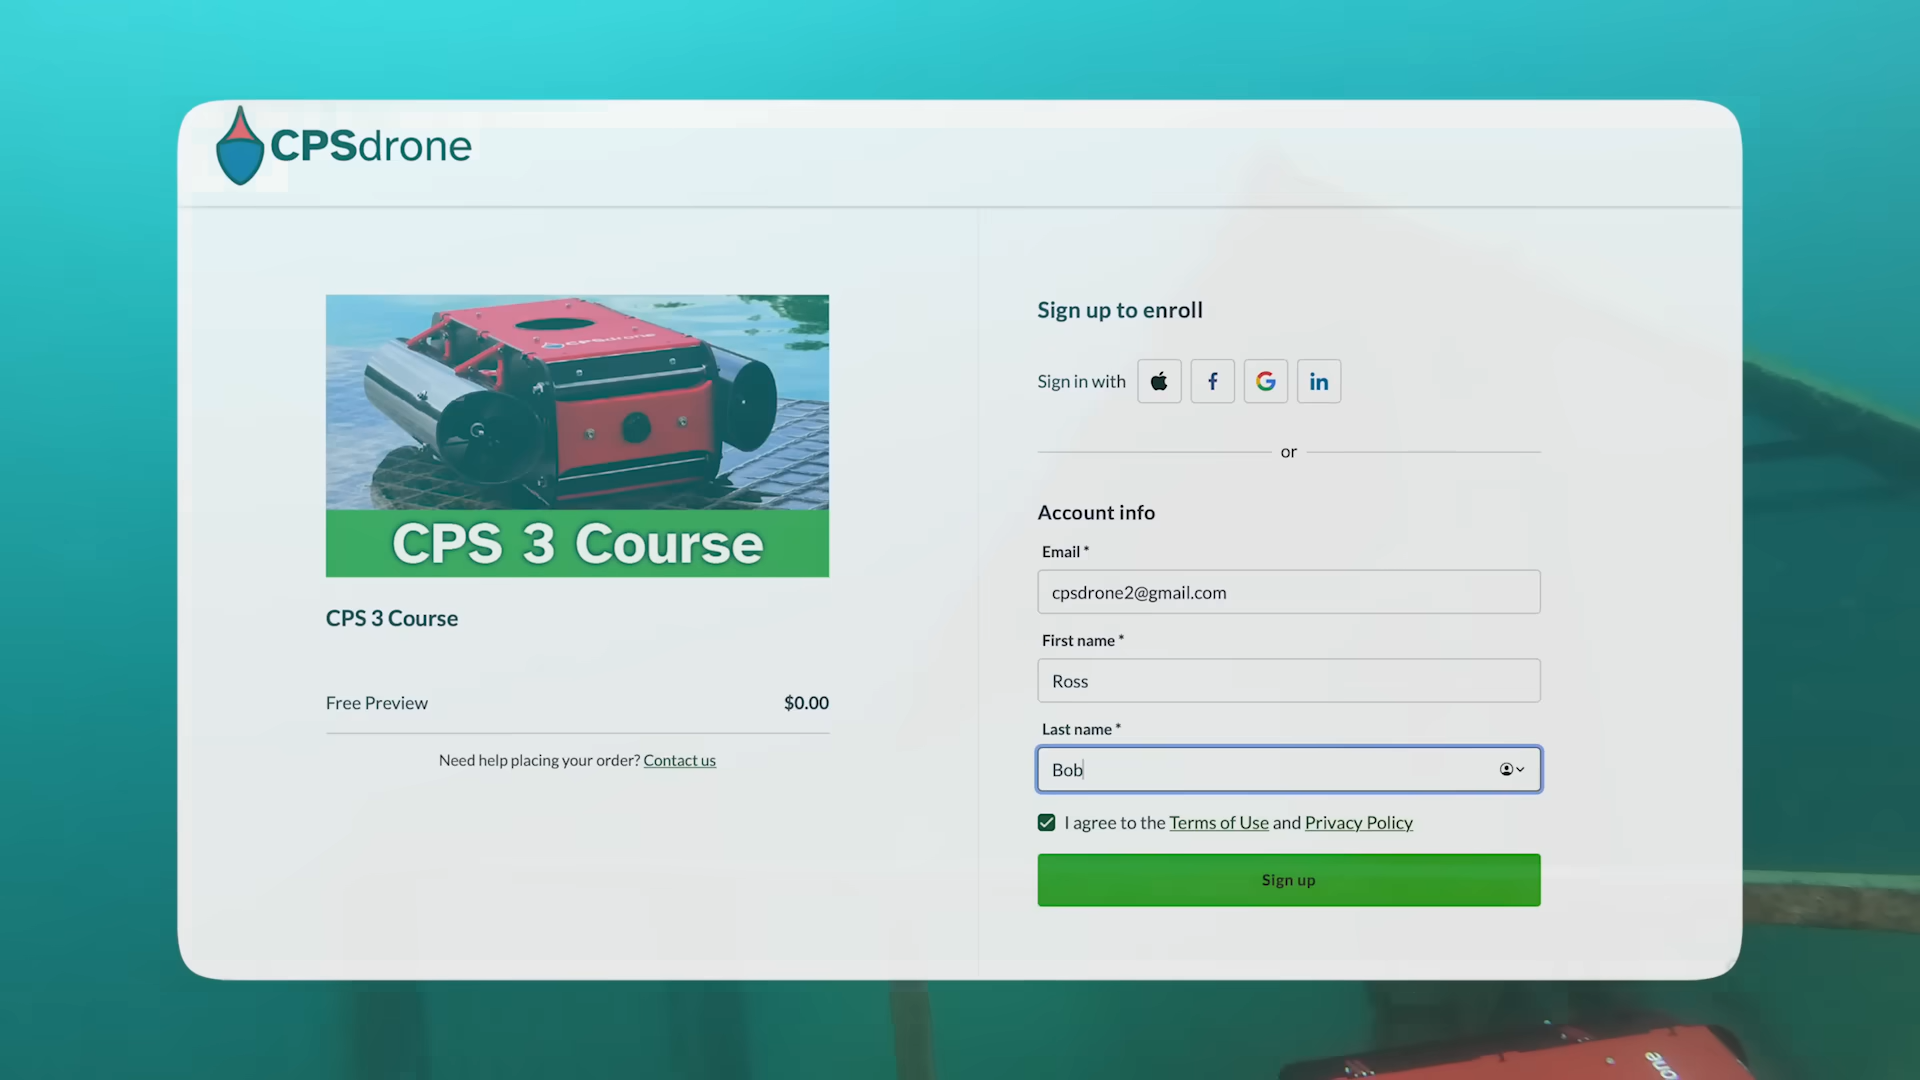 CPSdrone
CPSdrone
CPS 3 Course
CPS 3 Course
Free Preview $0.00
Need help placing your order? Contact us
Sign up to enroll
Sign in with
or
Account info
Email *
cpsdrone2@gmail.com
First name *
Ross
Last name *
Bob
I agree to the Terms of Use and Privacy Policy
Sign up
one